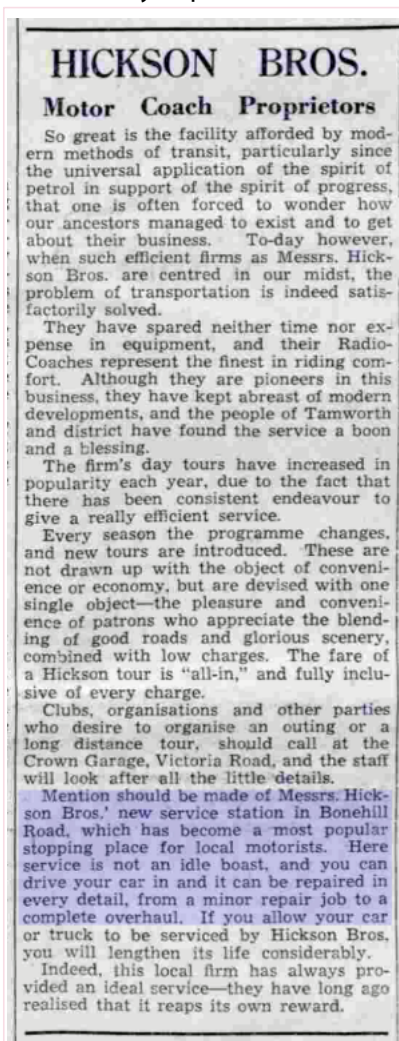 HICKSON BROS.
Motor Coach Proprietors
So great is the facility afforded by mod-
ern methods of transit, particularly since
the universal application of the spirit of
petrol in support of the spirit of progress,
that one is often forced to wonder how
our ancestors managed to exist and to get
about their business. To-day however,
when such efficient firms as Messrs. Hick-
son Bros. are centred in our midst, the
problem of transportation is indeed satis-
factorily solved.
They have spared neither time nor ex-
pense in equipment, and their Radio-
Coaches represent the finest in riding com-
fort. Although they are pioneers in this
business, they have kept abreast of modern
developments, and the people of Tamworth
and district have found the service a boon
and a blessing.
The firm's day tours have increased in
popularity each year, due to the fact that
there has been consistent endeavour to
give a really efficient service.
Every season the programme changes,
and new tours are introduced. These are
not drawn up with the object of conveni-
ence or economy, but are devised with one
single object—the pleasure and conveni-
ence of patrons who appreciate the blend-
ing of good roads and glorious scenery,
combined with low charges. The fare of
a Hickson tour is "all-in," and fully inclu-
sive of every charge.
Clubs, organisations and other parties
who desire to organise an outing or a
long distance tour, should call at the
Crown Garage, Victoria Road, and the staff
will look after all the little details.
Mention should be made of Messrs. Hick-
son Bros.' new service station in Bonehill
Road, which has become a most popular
stopping place for local motorists. Here
service is not an idle boast, and you can
drive your car in and it can be repaired in
every detail, from a minor repair job to a
complete overhaul. If you allow your car
or truck to be serviced by Hickson Bros.
you will lengthen its life considerably.
Indeed, this local firm has always pro-
vided an ideal service—they have long ago
realised that it reaps its own reward.